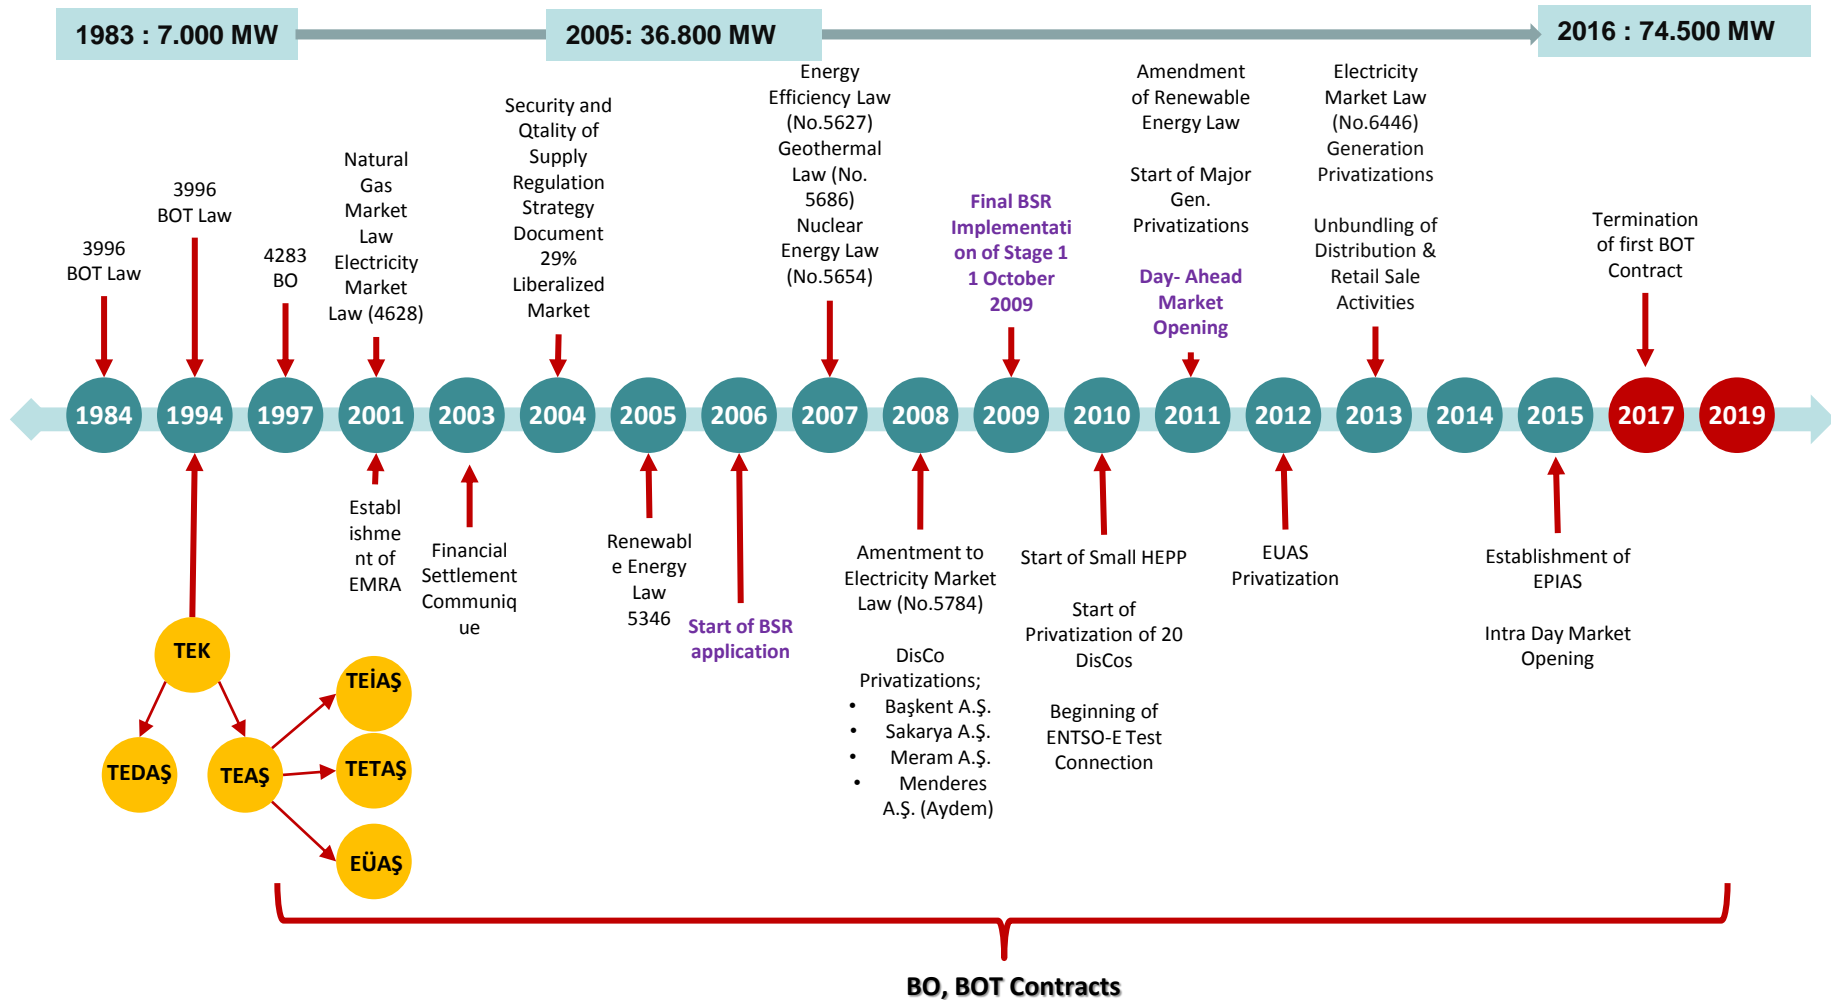 1983 : 7.000 MW
2005: 36.800 MW
2016 : 74.500 MW
3996
BOT Law
3996
BOT Law
4283
BO
Natural
Gas
Market
Law
Electricity
Market
Law (4628)
Security and
Qtality of
Supply
Regulation
Strategy
Document
29%
Liberalized
Market
Energy
Efficiency Law
(No.5627)
Geothermal
Law (No.
5686)
Nuclear
Energy Law
(No.5654)
Final BSR
Implementati
on of Stage 1
1 October
2009
Amendment
of Renewable
Energy Law
Start of Major
Gen.
Privatizations
Day- Ahead
Market
Opening
Electricity
Market Law
(No.6446)
Generation
Privatizations
Unbundling of
Distribution &
Retail Sale
Activities
Termination
of first BOT
Contract
1984
1994
1997
2001
2003
2004
2005
2006
2007
2008
2009
2010
2011
2012
2013
2014
2015
2017
2019
Establ
ishme
nt of
EMRA
Financial
Settlement
Communiq
ue
Renewabl
e Energy
Law
5346
Start of BSR
application
Amentment to
Electricity Market
Law (No.5784)
DisCo
Privatizations;
• Başkent A.Ş.
• Sakarya A.Ş.
• Meram A.Ş.
• Menderes
A.Ş. (Aydem)
Start of Small HEPP
Start of
Privatization of 20
DisCos
Beginning of
ENTSO-E Test
Connection
EUAS
Privatization
Establishment of
EPIAS
Intra Day Market
Opening
TEK
TEDAŞ
TEAŞ
TEİAŞ
TETAŞ
EÜAŞ
BO, BOT Contracts